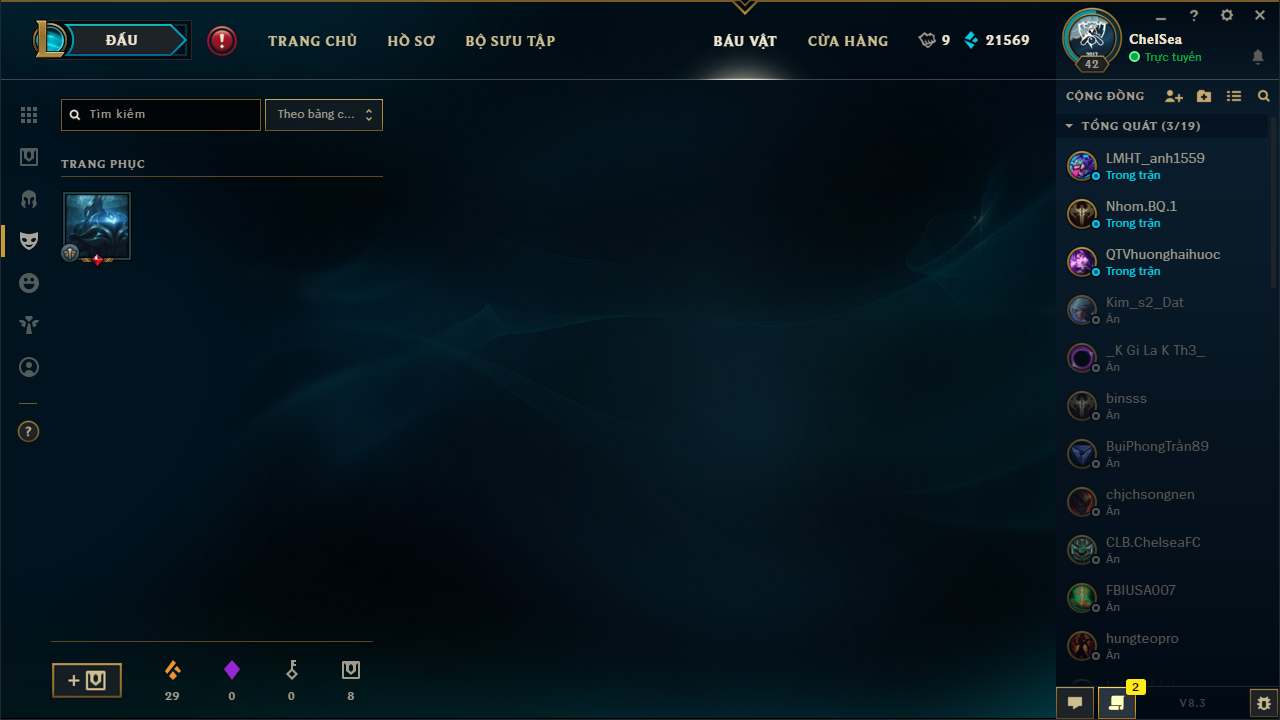 ĐẤU
TRANG CHỦ
HỒ SƠ
BỘ SƯU TẬP
BÁU VẬT
CỬA HÀNG
9
21569
2017
42
ChelSea
Trực tuyến
Tìm kiếm
Theo bảng c...
TRANG PHỤC
CỘNG ĐỒNG
TỔNG QUÁT (3/19)
LMHT_anh1559
Trong trận
Nhom.BQ.1
Trong trận
QTVhuonghaihuoc
Trong trận
Kim_s2_Dat
Ẩn
_K Gi La K Th3_
Ẩn
binsss
Ẩn
BụiPhongTrần89
Ẩn
chjchsongnen
Ẩn
CLB.ChelseaFC
Ẩn
FBIUSA007
Ẩn
hungteopro
Ẩn
29
0
0
8
2
V8.3